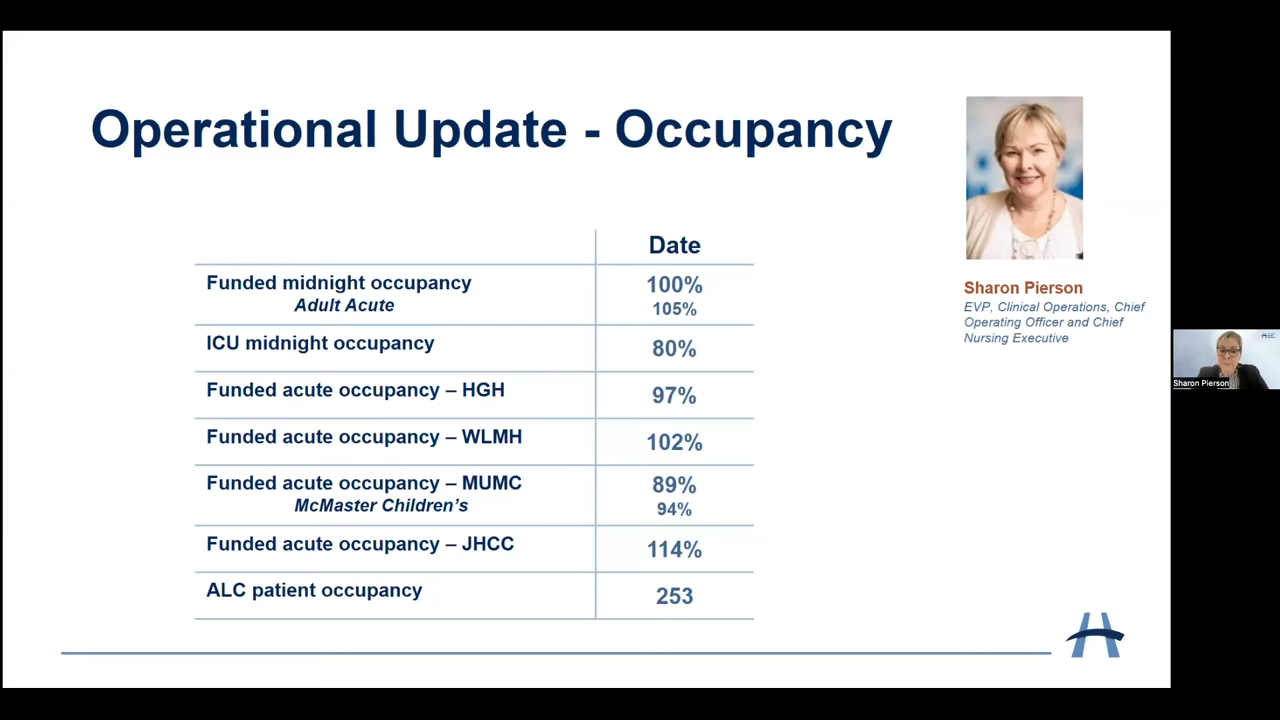 Operational Update - Occupancy
Date
Funded midnight occupancy 100%
Adult Acute 105%
ICU midnight occupancy 80%
Funded acute occupancy – HGH 97%
Funded acute occupancy – WLMH 102%
Funded acute occupancy – MUMC 89%
McMaster Children's 94%
Funded acute occupancy – JHCC 114%
ALC patient occupancy 253
Sharon Pierson
EVP, Clinical Operations, Chief
Operating Officer and Chief
Nursing Executive
Sharon Pierson